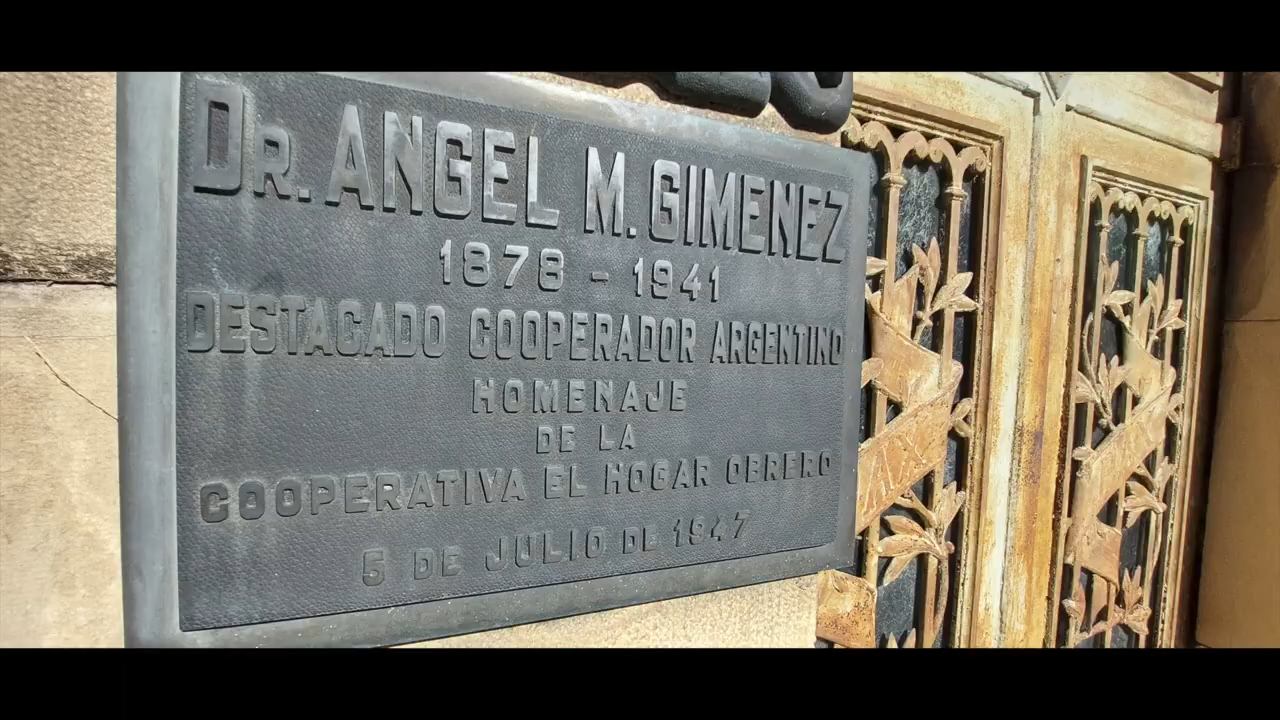 DR. ANGEL M. GIMENEZ
1878 - 1941
DESTACADO COOPERADOR ARGENTINO
HOMENAJE
DE LA
COOPERATIVA EL HOGAR OBRERO
5 DE JULIO DE 1947